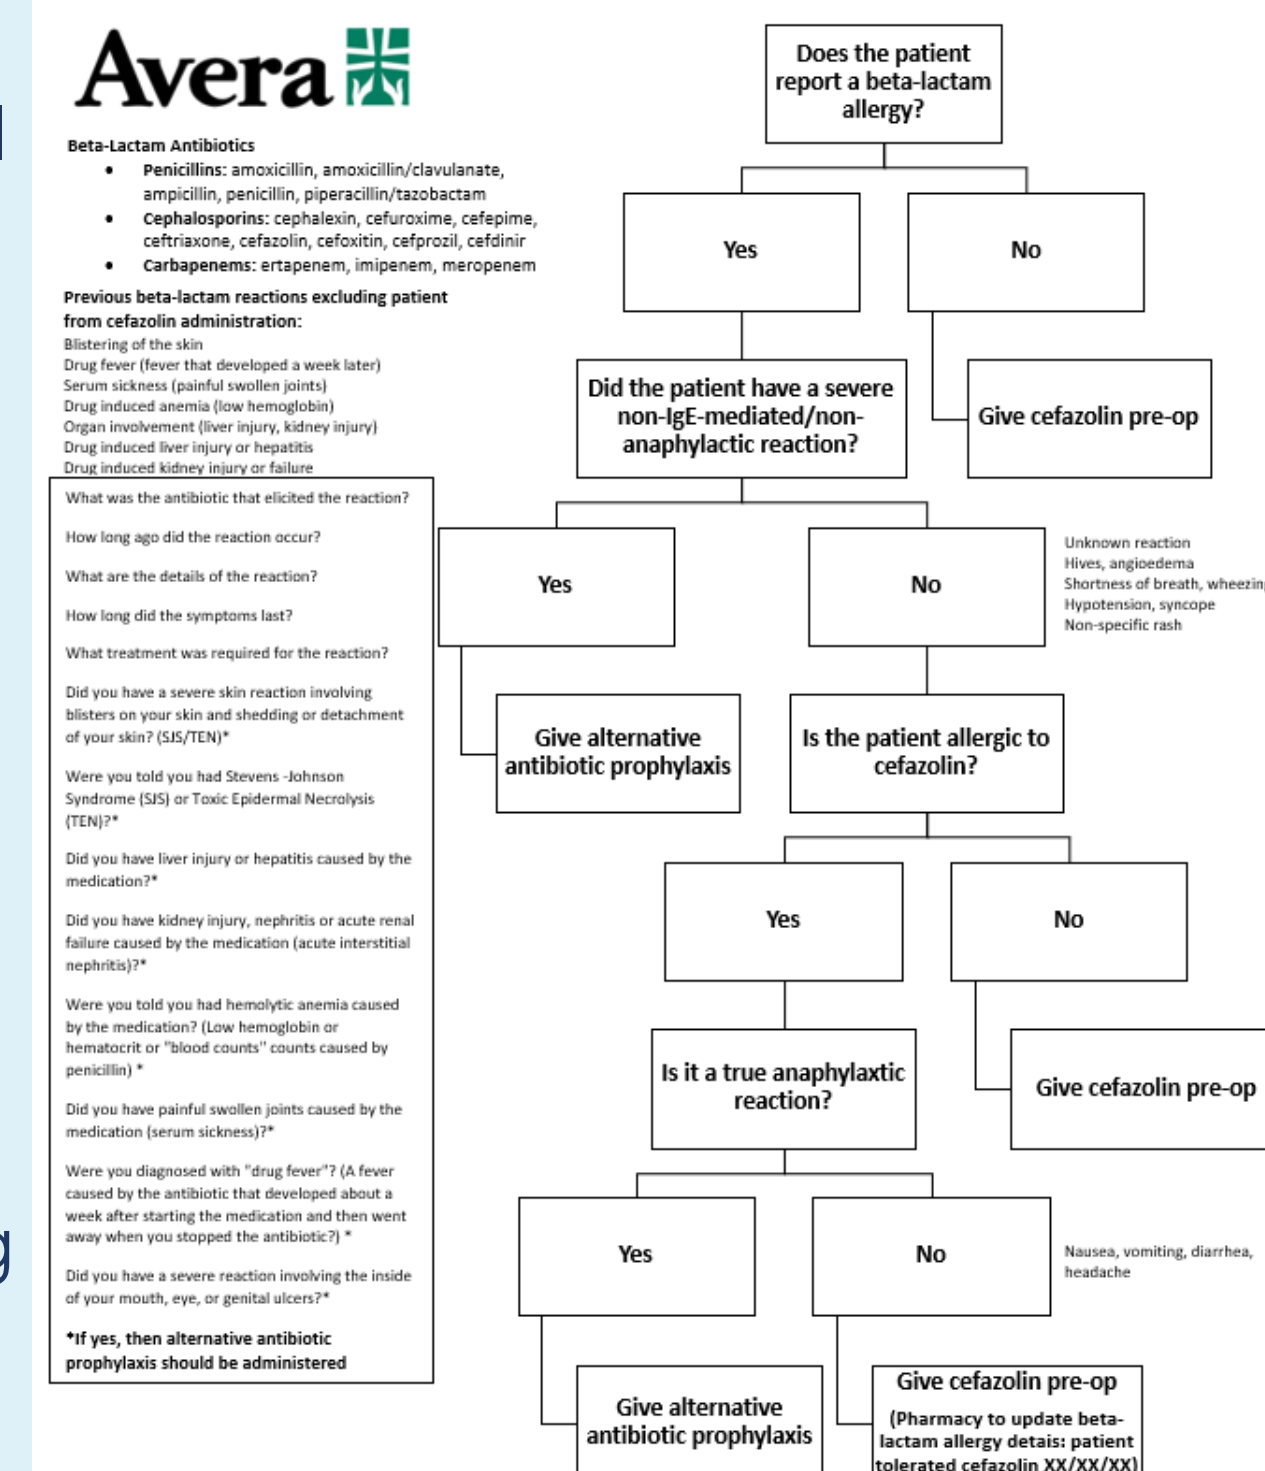 Avera
Beta-Lactam Antibiotics
• Penicillins: amoxicillin, amoxicillin/clavulanate,
ampicillin, penicillin, piperacillin/tazobactam
• Cephalosporins: cephalexin, cefuroxime, cefepime,
ceftriaxone, cefazolin, cefoxitin, cefprozil, cefdinir
• Carbapenems: ertapenem, imipenem, meropenem
Previous beta-lactam reactions excluding patient
from cefazolin administration:
Blistering of the skin
Drug fever (fever that developed a week later)
Serum sickness (painful swollen joints)
Drug induced anemia (low hemoglobin)
Organ involvement (liver injury, kidney injury)
Drug induced liver injury or hepatitis
Drug induced kidney injury or failure
What was the antibiotic that elicited the reaction?
How long ago did the reaction occur?
What are the details of the reaction?
How long did the symptoms last?
What treatment was required for the reaction?
Did you have a severe skin reaction involving
blisters on your skin and shedding or detachment
of your skin? (SJS/TEN)*
Were you told you had Stevens -Johnson
Syndrome (SJS) or Toxic Epidermal Necrolysis
(TEN)?*
Did you have liver injury or hepatitis caused by the
medication?*
Did you have kidney injury, nephritis or acute renal
failure caused by the medication (acute interstitial
nephritis)?*
Were you told you had hemolytic anemia caused
by the medication? (Low hemoglobin or
hematocrit or "blood counts" counts caused by
penicillin) *
Did you have painful swollen joints caused by the
medication (serum sickness)?*
Were you diagnosed with "drug fever"? (A fever
caused by the antibiotic that developed about a
week after starting the medication and then went
away when you stopped the antibiotic?) *
Did you have a severe reaction involving the inside
of your mouth, eye, or genital ulcers?*
*If yes, then alternative antibiotic
prophylaxis should be administered
Does the patient
report a beta-lactam
allergy?
Yes
No
Did the patient have a severe
non-IgE-mediated/non-
anaphylactic reaction?
Give cefazolin pre-op
Yes
No
Unknown reaction
Hives, angioedema
Shortness of breath, wheezing
Hypotension, syncope
Non-specific rash
Give alternative
antibiotic prophylaxis
Is the patient allergic to
cefazolin?
Yes
No
Is it a true anaphylaxtic
reaction?
Give cefazolin pre-op
Yes
No
Nausea, vomiting, diarrhea,
headache
Give alternative
antibiotic prophylaxis
Give cefazolin pre-op
(Pharmacy to update beta-
lactam allergy detais: patient
tolerated cefazolin XX/XX/XX)
g